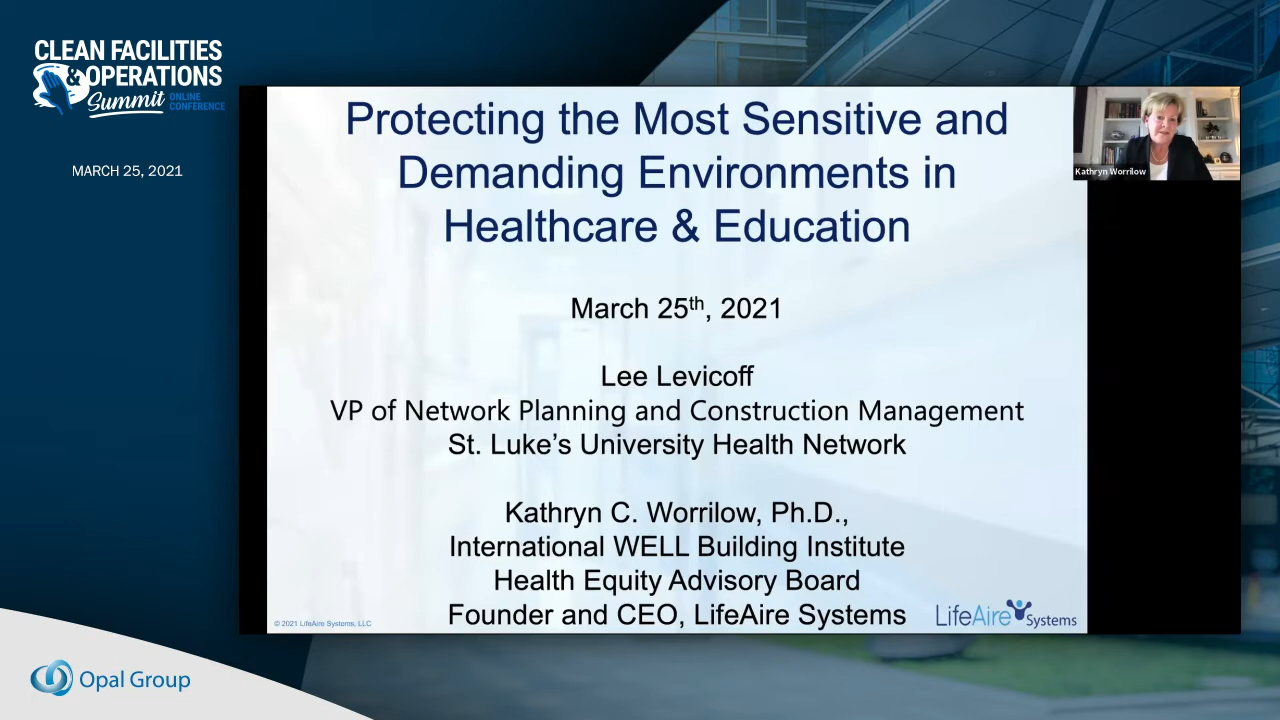 CLEAN FACILITIES
& OPERATIONS
Summit ONLINE CONFERENCE
MARCH 25, 2021
Protecting the Most Sensitive and
Demanding Environments in
Healthcare & Education
March 25th, 2021
Lee Levicoff
VP of Network Planning and Construction Management
St. Luke’s University Health Network
Kathryn C. Worrilow, Ph.D.,
International WELL Building Institute
Health Equity Advisory Board
Founder and CEO, LifeAire Systems
© 2021 LifeAire Systems, LLC
LifeAire Systems
Kathryn Worrilow
Opal Group